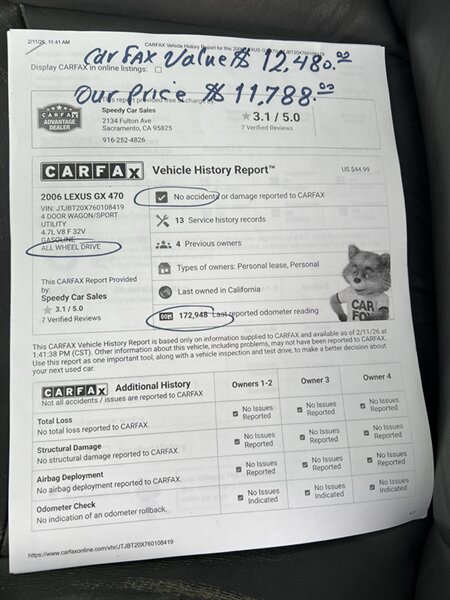 2/11/26, 11:41 AM
CARFAX Vehicle History Report for this 2006 LEXUS GX 470: JTJBT20X760108419
CarFAX Value $ 12,480.00
Display CARFAX in online listings:
Our Price $ 11,788.00
This report provided free of charge by:
CARFAX
ADVANTAGE
DEALER
Speedy Car Sales
2134 Fulton Ave
Sacramento, CA 95825
916-252-4826
3.1 / 5.0
7 Verified Reviews
CARFAX Vehicle History Report™
US $44.99
2006 LEXUS GX 470
VIN: JTJBT20X760108419
4 DOOR WAGON/SPORT
UTILITY
4.7L V8 F 32V
GASOLINE
ALL WHEEL DRIVE
This CARFAX Report Provided
by:
Speedy Car Sales
3.1 / 5.0
7 Verified Reviews
No accidents or damage reported to CARFAX
13 Service history records
4 Previous owners
Types of owners: Personal lease, Personal
Last owned in California
172,948 Last reported odometer reading
CAR
FOX
This CARFAX Vehicle History Report is based only on information supplied to CARFAX and available as of 2/11/26 at
1:41:38 PM (CST). Other information about this vehicle, including problems, may not have been reported to CARFAX.
Use this report as one important tool, along with a vehicle inspection and test drive, to make a better decision about
your next used car.
CARFAX Additional History
Not all accidents / issues are reported to CARFAX
Owners 1-2
Owner 3
Owner 4
Total Loss
No total loss reported to CARFAX.
No Issues
Reported
No Issues
Reported
No Issues
Reported
Structural Damage
No structural damage reported to CARFAX.
No Issues
Reported
No Issues
Reported
No Issues
Reported
Airbag Deployment
No airbag deployment reported to CARFAX.
No Issues
Reported
No Issues
Reported
No Issues
Reported
Odometer Check
No indication of an odometer rollback.
No Issues
Indicated
No Issues
Indicated
No Issues
Indicated
https://www.carfaxonline.com/vhr/JTJBT20X760108419